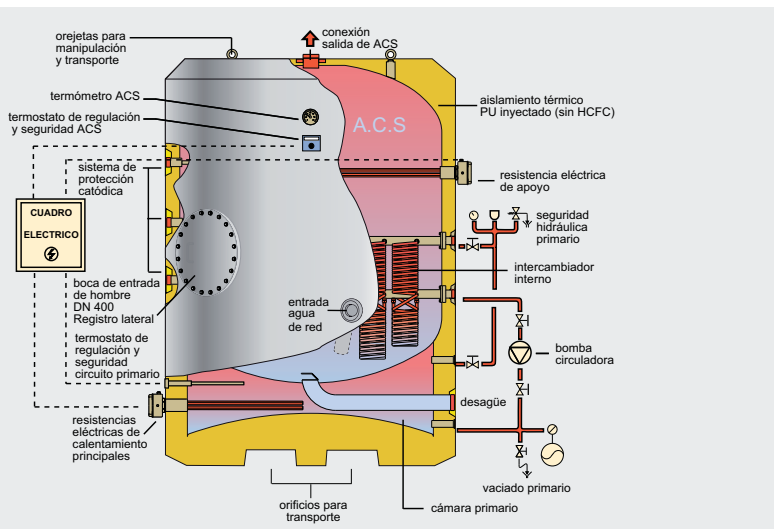 orejetas para
manipulación
y transporte
conexión
salida de ACS
termómetro ACS
termostato de regulación
y seguridad ACS
A.C.S
aislamiento térmico
PU inyectado (sin HCFC)
sistema de
protección
catódica
resistencia eléctrica
de apoyo
CUADRO
ELECTRICO
seguridad
hidráulica
primario
boca de entrada
de hombre
DN 400
Registro lateral
intercambiador
interno
entrada
agua
de red
termostato de
regulación y
seguridad
circuito primario
bomba
circuladora
desagüe
resistencias
eléctricas de
calentamiento
principales
vaciado primario
orificios para
transporte
cámara primario